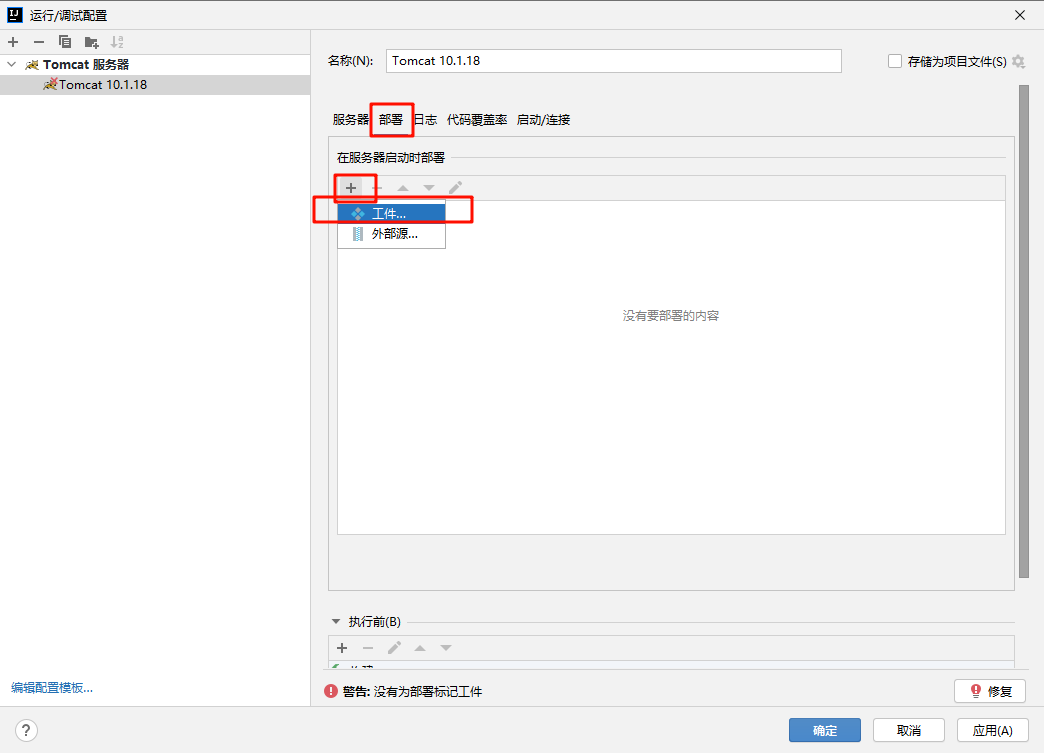 运行/调试配置
Tomcat 服务器
Tomcat 10.1.18
名称(N):
Tomcat 10.1.18
存储为项目文件(S)
服务器 部署 日志 代码覆盖率 启动/连接
在服务器启动时部署
工件...
外部源...
没有要部署的内容
执行前(B)
构建
编辑配置模板...
警告: 没有为部署标记工件
修复
?
确定
取消
应用(A)